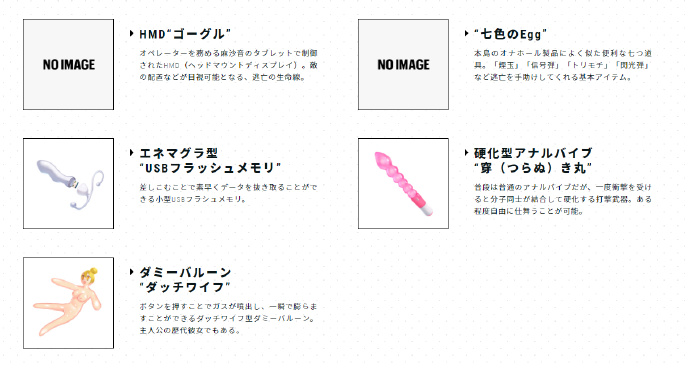 NO IMAGE
HMD“ゴーグル”
オペレーターを務める麻沙音のタブレットで制御
されたHMD（ヘッドマウントディスプレイ）。敵
の配置などが目視可能となる、逃亡の生命線。
NO IMAGE
“七色のEgg”
本島のオナホール製品によく似た便利な七つ道
具。「煙玉」「信号弾」「トリモチ」「閃光弾」
など逃亡を手助けしてくれる基本アイテム。
エネマグラ型
“USBフラッシュメモリ”
差しこむことで素早くデータを抜き取ることがで
きる小型USBフラシュメモリ。
硬化型アナルバイブ
“穿（つらぬ）き丸”
普段は普通のアナルバイブだが、一度衝撃を受け
ると分子同士が結合して硬化する打撃武器。ある
程度自由に仕舞うことが可能。
ダミーバルーン
“ダッチワイフ”
ボタンを押すことでガスが噴出し、一瞬で膨らま
すことができるダッチワイフ型ダミーバルーン。
主人公の歴代彼女でもある。